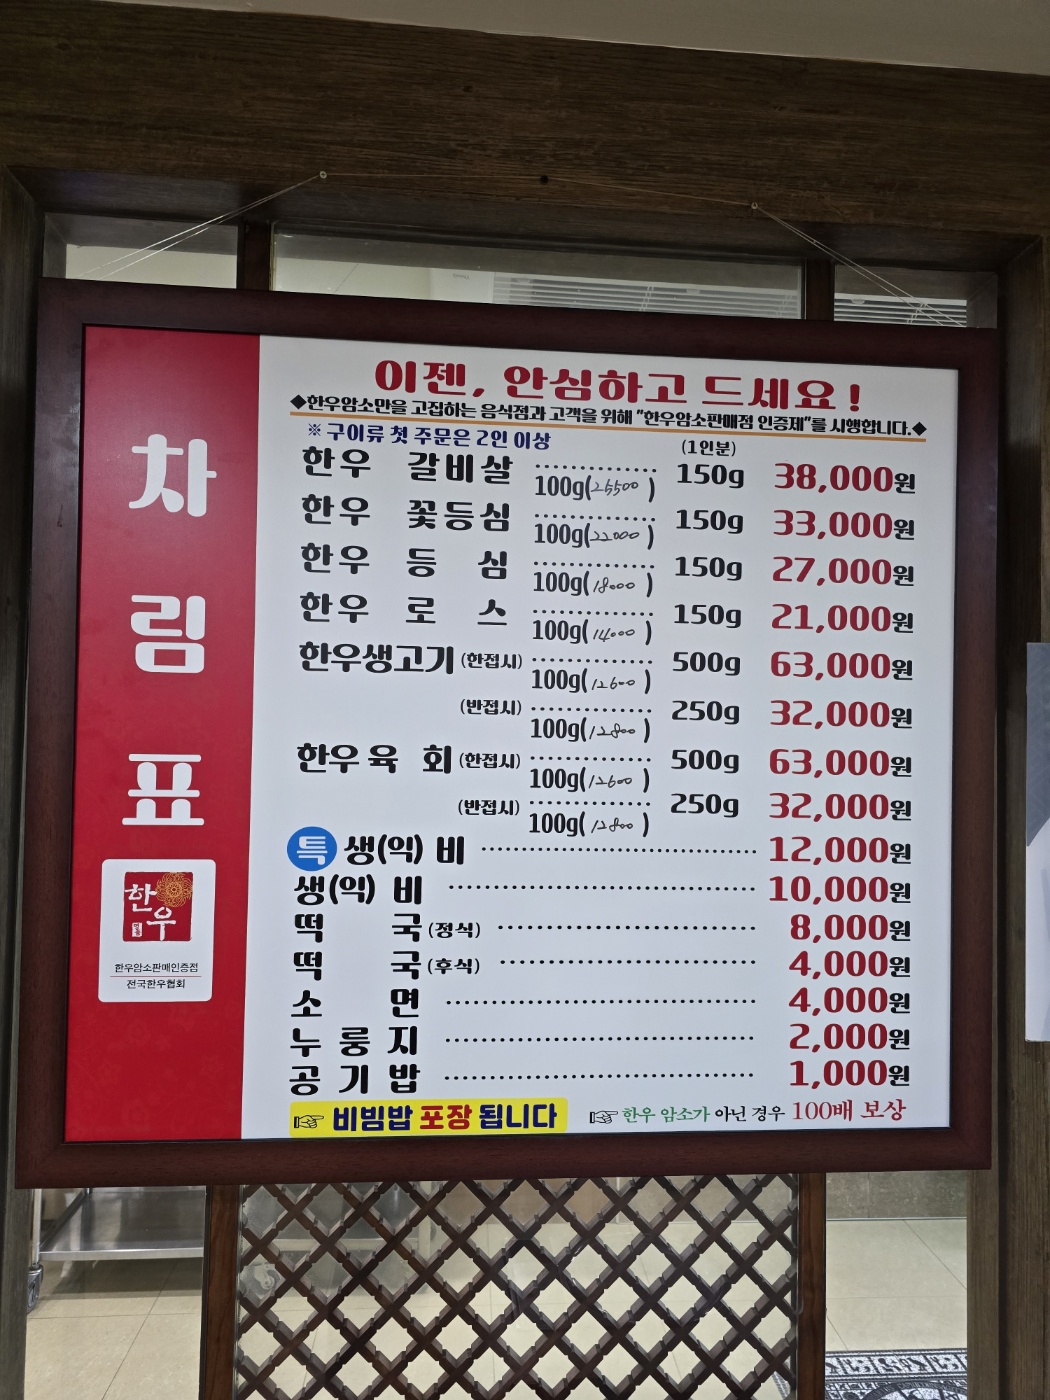 차림표
이젠, 안심하고 드세요!
◆한우암소만을 고집하는 음식점과 고객을 위해 "한우암소판매점 인증제"를 시행합니다.◆
※ 구이류 첫 주문은 2인 이상 (1인분)
한우 갈비살 150g 38,000원
100g(25500)
한우 꽃등심 150g 33,000원
100g(22000)
한우 등심 150g 27,000원
100g(18000)
한우 로스 150g 21,000원
100g(14000)
한우생고기 (한접시) 500g 63,000원
100g(12600)
(반접시) 250g 32,000원
100g(12800)
한우육회 (한접시) 500g 63,000원
100g(12600)
(반접시) 250g 32,000원
100g(12800)
특 생(익)비 12,000원
생(익)비 10,000원
떡국(정식) 8,000원
떡국(후식) 4,000원
소면 4,000원
누룽지 2,000원
공기밥 1,000원
☞ 비빔밥 포장 됩니다 ☞ 한우 암소가 아닌 경우 100배 보상
한우
한우암소판매인증점
전국한우협회